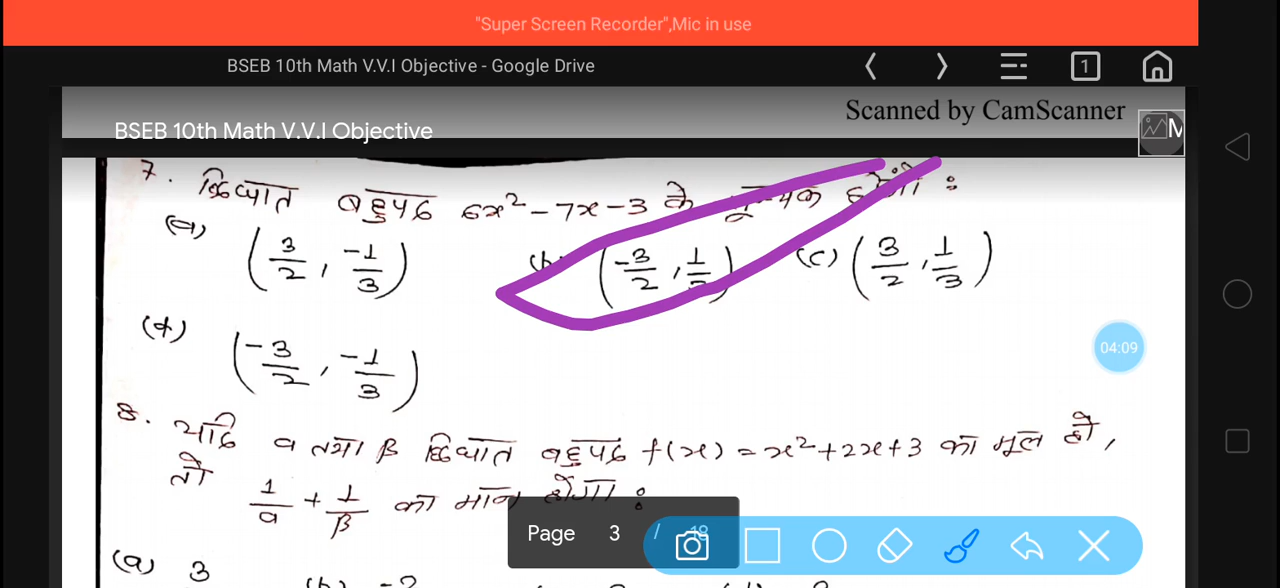 "Super Screen Recorder",Mic in use
BSEB 10th Math V.V.I Objective - Google Drive
1
Scanned by CamScanner
BSEB 10th Math V.V.I Objective
M
7. द्विघात बहुपद 6x²-7x-3 के शून्यक होंगे :
(a) (3/2, -1/3) (b) (-3/2, 1/3) (c) (3/2, 1/3)
04:09
(d) (-3/2, -1/3)
8. यदि α तथा β द्विघात बहुपद f(x) = x²+2x+3 का मूल हो,
तो 1/α + 1/β का मान होगा :
Page 3 / 18
(a) 3 (b)